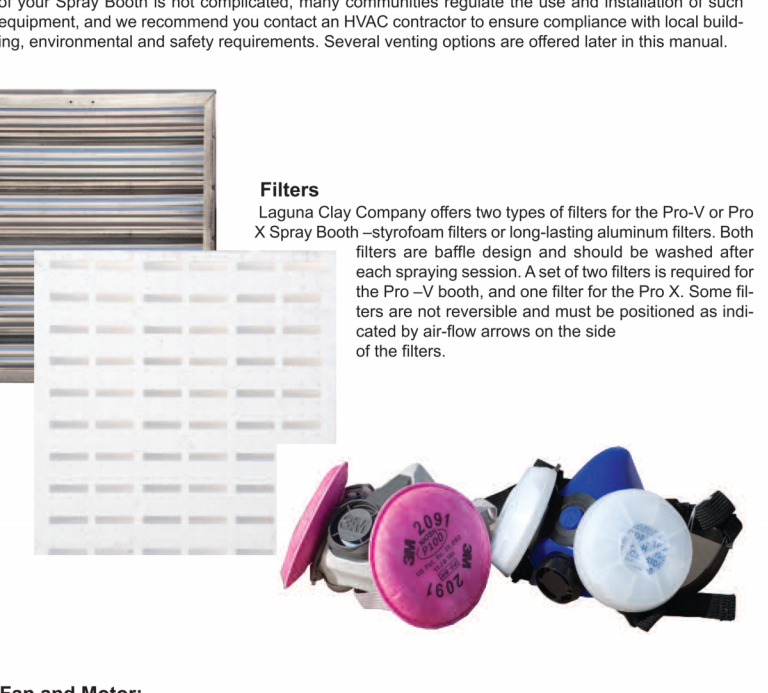 of your Spray Booth is not complicated, many communities regulate the use and installation of such
equipment, and we recommend you contact an HVAC contractor to ensure compliance with local build-
ing, environmental and safety requirements. Several venting options are offered later in this manual.
Filters
Laguna Clay Company offers two types of filters for the Pro-V or Pro
X Spray Booth –styrofoam filters or long-lasting aluminum filters. Both
filters are baffle design and should be washed after
each spraying session. A set of two filters is required for
the Pro –V booth, and one filter for the Pro X. Some fil-
ters are not reversible and must be positioned as indi-
cated by air-flow arrows on the side
of the filters.
3M
2091
NIOSH
P100
3M
2091
Fan and Motor: